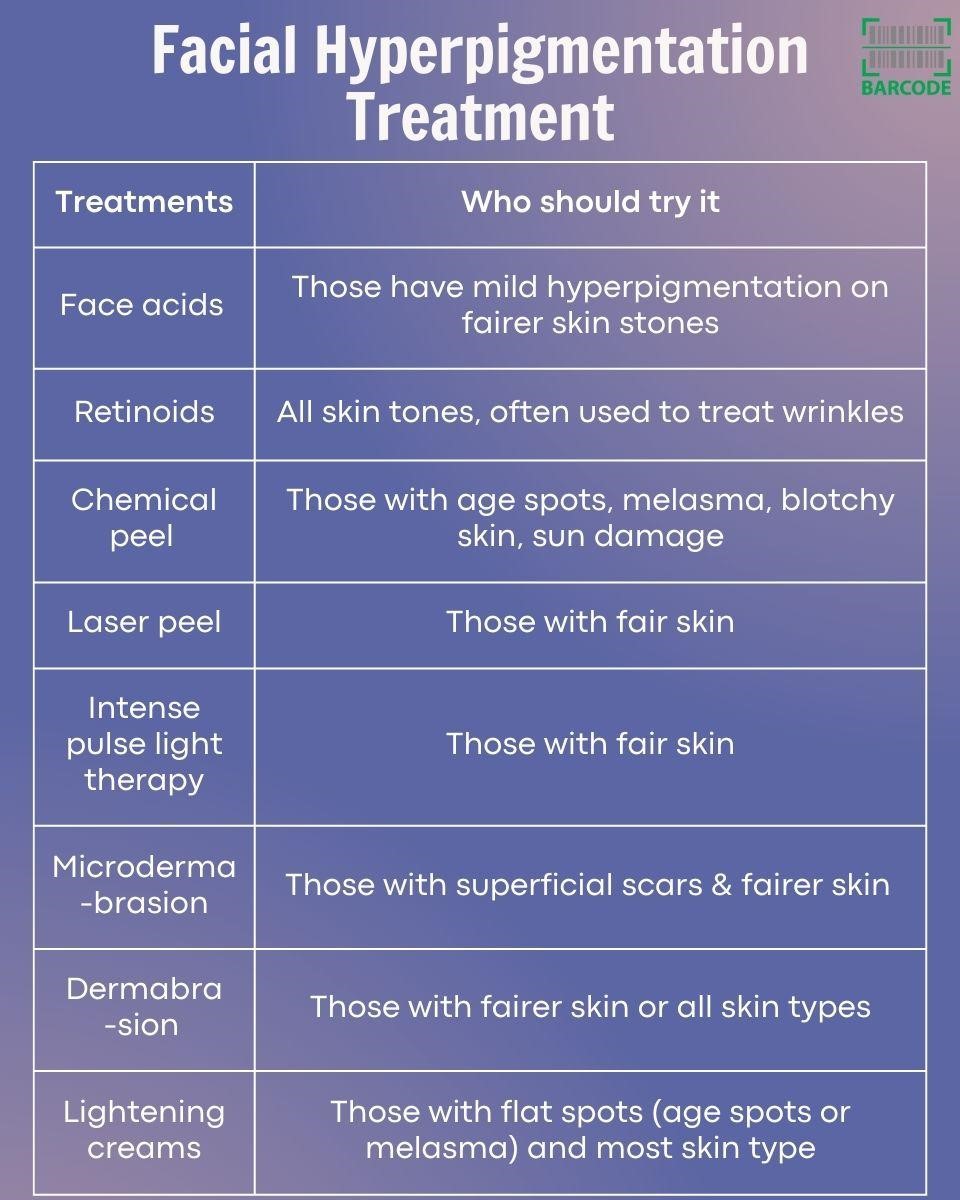 Facial Hyperpigmentation
Treatment
BARCODE
Treatments
Who should try it
Face acids
Those have mild hyperpigmentation on
fairer skin stones
Retinoids
All skin tones, often used to treat wrinkles
Chemical
peel
Those with age spots, melasma, blotchy
skin, sun damage
Laser peel
Those with fair skin
Intense
pulse light
therapy
Those with fair skin
Microderma
-brasion
Those with superficial scars & fairer skin
Dermabra
-sion
Those with fairer skin or all skin types
Lightening
creams
Those with flat spots (age spots or
melasma) and most skin type